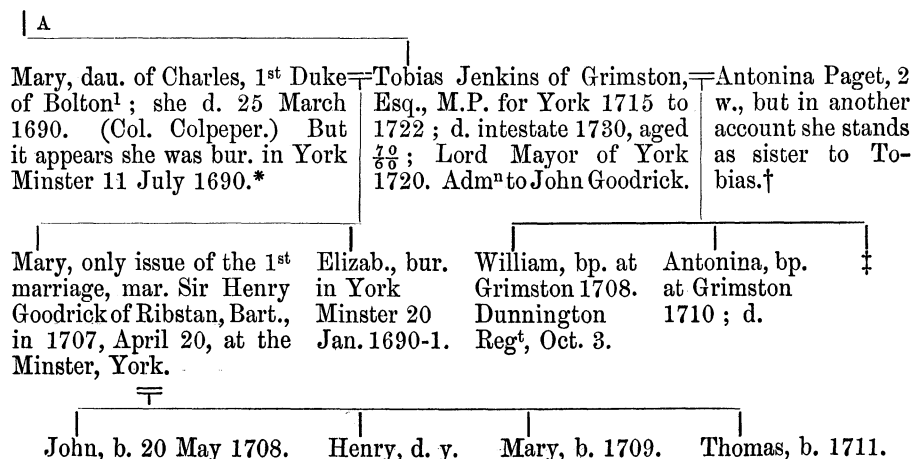 A
Mary, dau. of Charles, 1st Duke
of Bolton¹ ; she d. 25 March
1690. (Col. Colpeper.) But
it appears she was bur. in York
Minster 11 July 1690.*
Tobias Jenkins of Grimston,
Esq., M.P. for York 1715 to
1722 ; d. intestate 1730, aged
70/60 ; Lord Mayor of York
1720. Admⁿ to John Goodrick.
Antonina Paget, 2
w., but in another
account she stands
as sister to To-
bias.†
Mary, only issue of the 1st
marriage, mar. Sir Henry
Goodrick of Ribstan, Bart.,
in 1707, April 20, at the
Minster, York.
Elizab., bur.
in York
Minster 20
Jan. 1690-1.
William, bp. at
Grimston 1708.
Dunnington
Regᵗ, Oct. 3.
Antonina, bp.
at Grimston
1710 ; d.
‡
John, b. 20 May 1708.
Henry, d. y.
Mary, b. 1709.
Thomas, b. 1711.